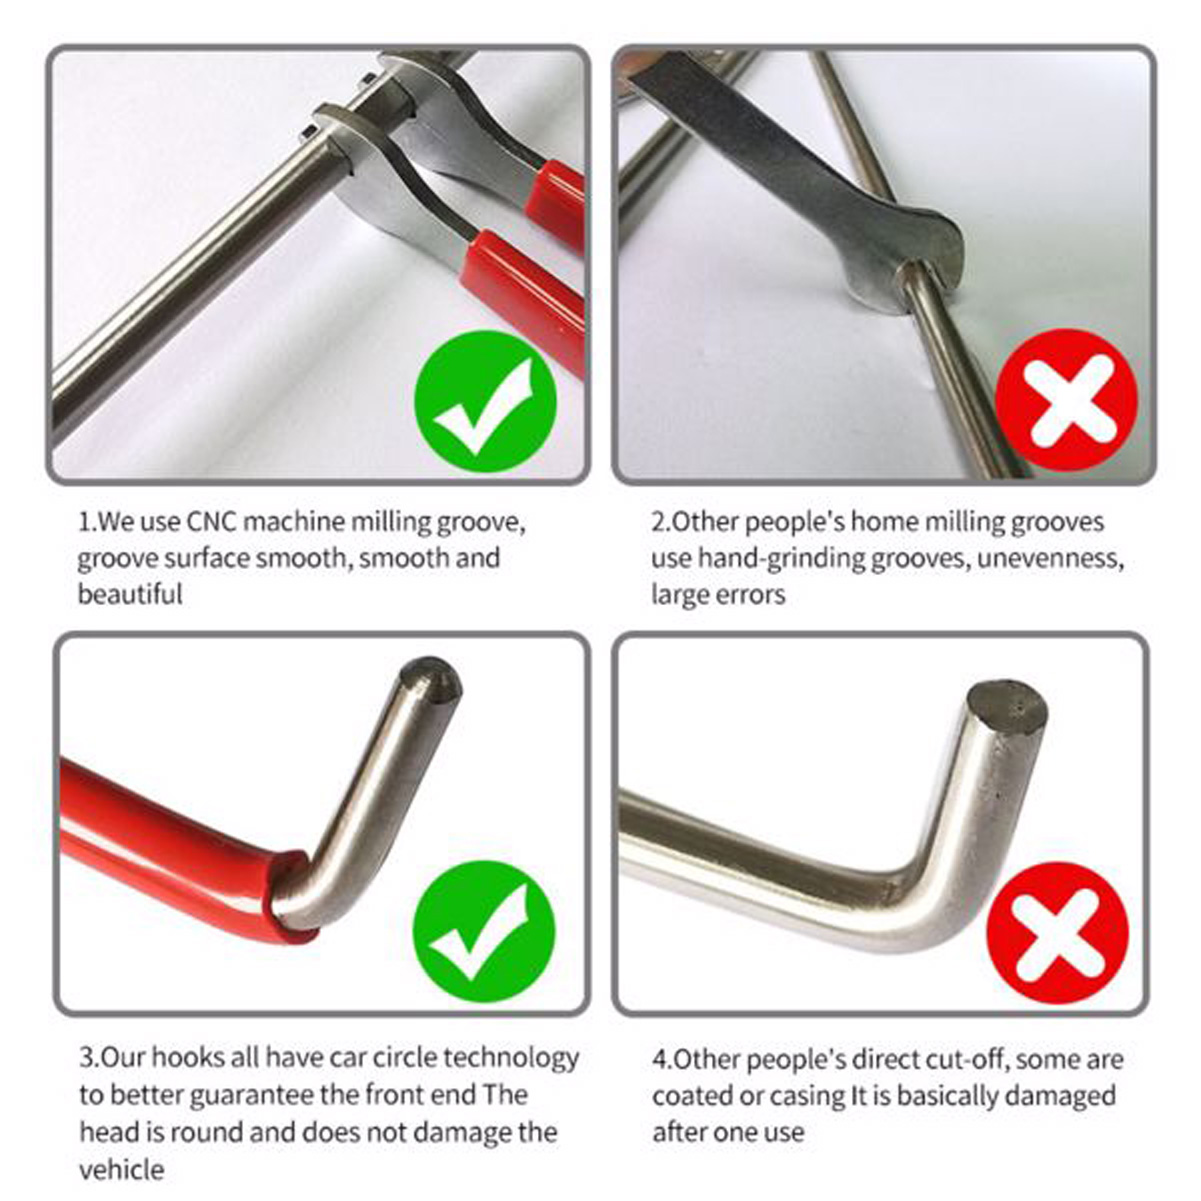 1.We use CNC machine milling groove,
groove surface smooth, smooth and
beautiful
2.Other people's home milling grooves
use hand-grinding grooves, unevenness,
large errors
3.Our hooks all have car circle technology
to better guarantee the front end The
head is round and does not damage the
vehicle
4.Other people's direct cut-off, some are
coated or casing It is basically damaged
after one use